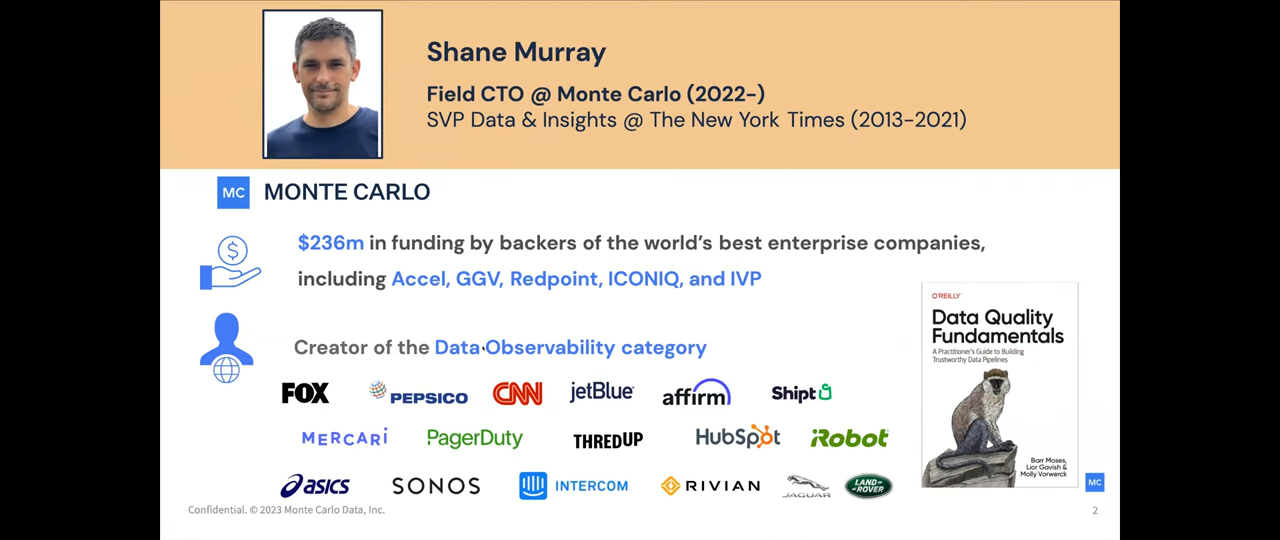 Shane Murray
Field CTO @ Monte Carlo (2022-)
SVP Data & Insights @ The New York Times (2013-2021)
MC MONTE CARLO
$236m in funding by backers of the world's best enterprise companies,
including Accel, GGV, Redpoint, ICONIQ, and IVP
Creator of the Data Observability category
FOX PEPSICO CNN jetBlue affirm Shipt
MERCARI PagerDuty THREDUP HubSpot iRobot
asics SONOS INTERCOM RIVIAN JAGUAR LAND ROVER
O'REILLY
Data Quality
Fundamentals
A Practitioner's Guide to Building
Trustworthy Data Pipelines
Barr Moses,
Lior Gavish &
Molly Vorwerck
MC
Confidential. © 2023 Monte Carlo Data, Inc.
2